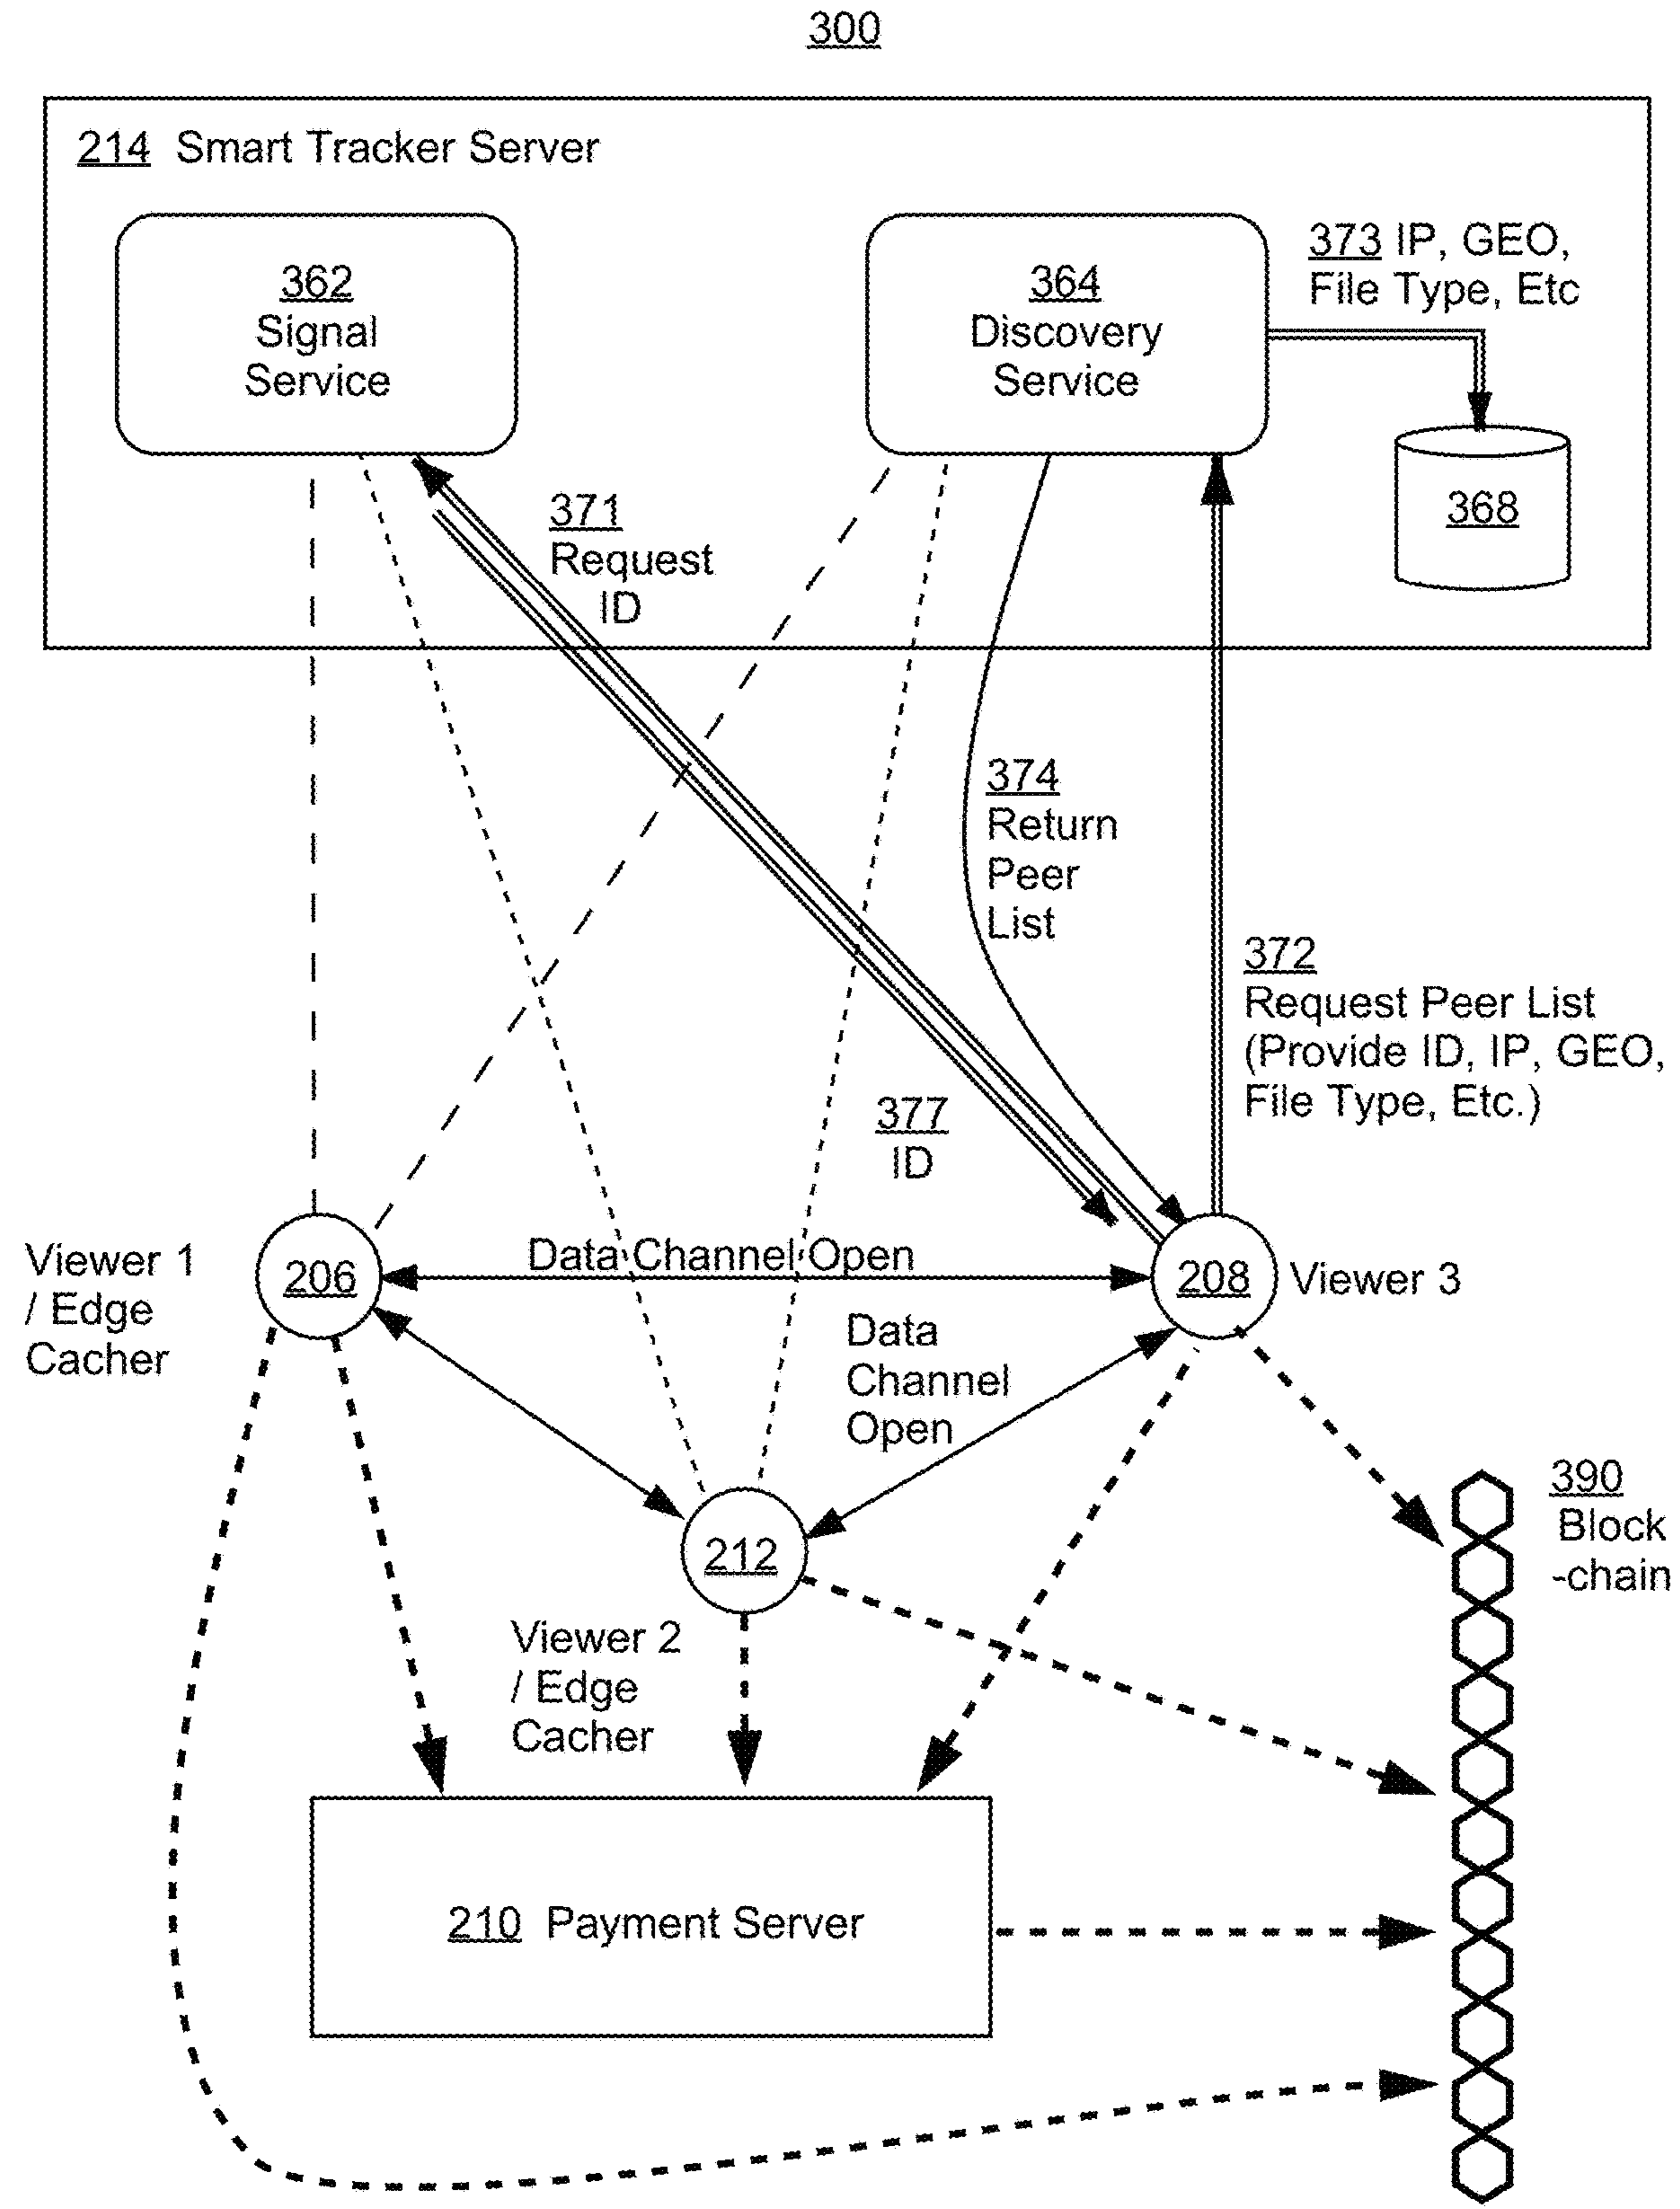 300
214 Smart Tracker Server
362
Signal
Service
364
Discovery
Service
373 IP, GEO,
File Type, Etc
368
371
Request
ID
374
Return
Peer
List
372
Request Peer List
(Provide ID, IP, GEO,
File Type, Etc.)
377
ID
Viewer 1
/ Edge
Cacher
206
Data Channel Open
208
Viewer 3
Data
Channel
Open
212
Viewer 2
/ Edge
Cacher
390
Block
-chain
210 Payment Server